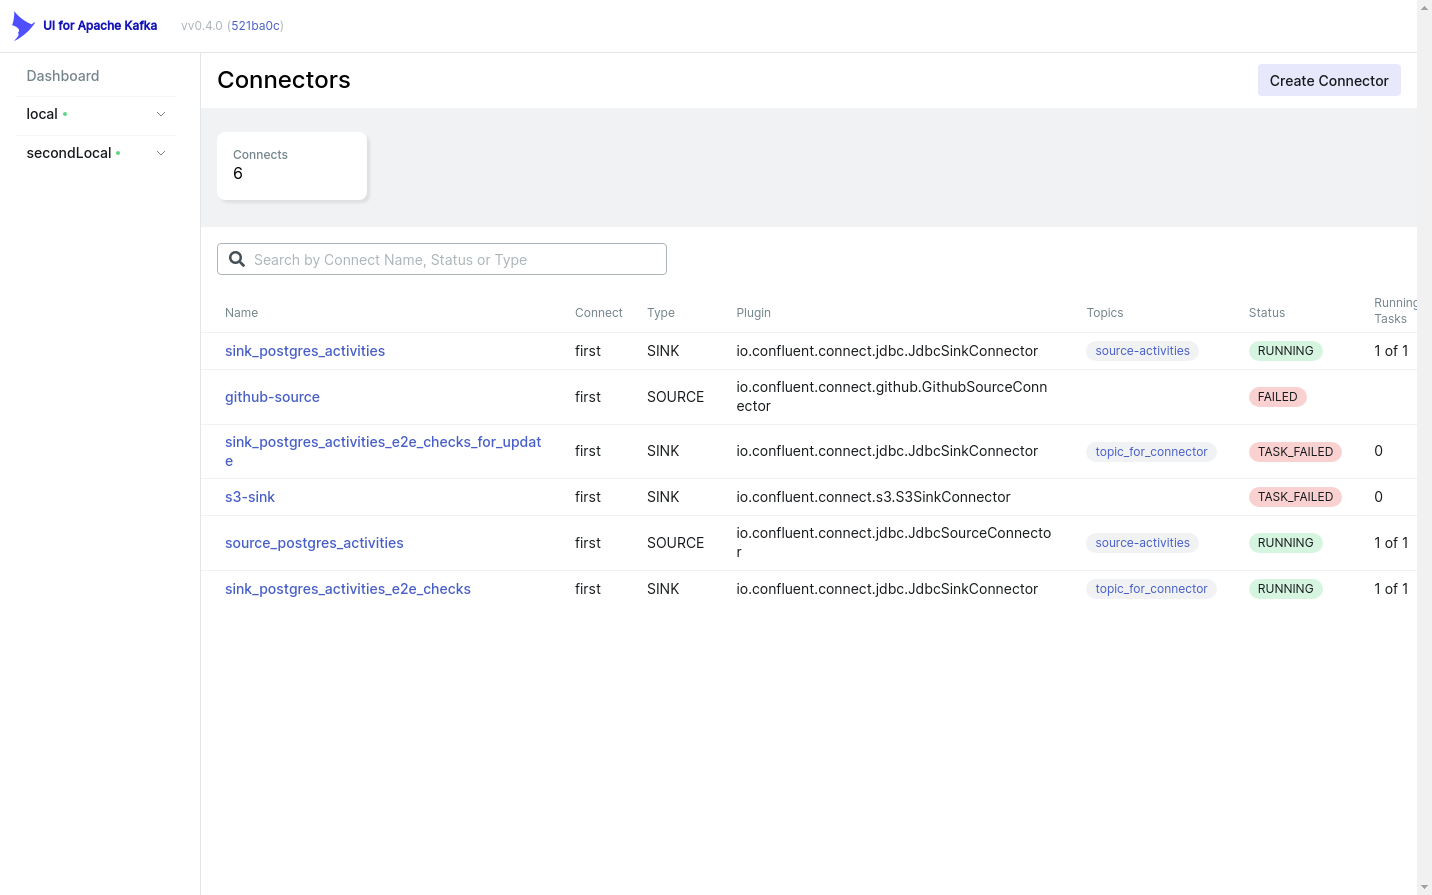 UI for Apache Kafka vv0.4.0 (521ba0c)
Dashboard
local
secondLocal
Connectors
Create Connector
Connects
6
Search by Connect Name, Status or Type
Name Connect Type Plugin Topics Status Running
Tasks
sink_postgres_activities first SINK io.confluent.connect.jdbc.JdbcSinkConnector source-activities RUNNING 1 of 1
github-source first SOURCE io.confluent.connect.github.GithubSourceConn
ector FAILED
sink_postgres_activities_e2e_checks_for_updat
e first SINK io.confluent.connect.jdbc.JdbcSinkConnector topic_for_connector TASK_FAILED 0
s3-sink first SINK io.confluent.connect.s3.S3SinkConnector TASK_FAILED 0
source_postgres_activities first SOURCE io.confluent.connect.jdbc.JdbcSourceConnecto
r source-activities RUNNING 1 of 1
sink_postgres_activities_e2e_checks first SINK io.confluent.connect.jdbc.JdbcSinkConnector topic_for_connector RUNNING 1 of 1